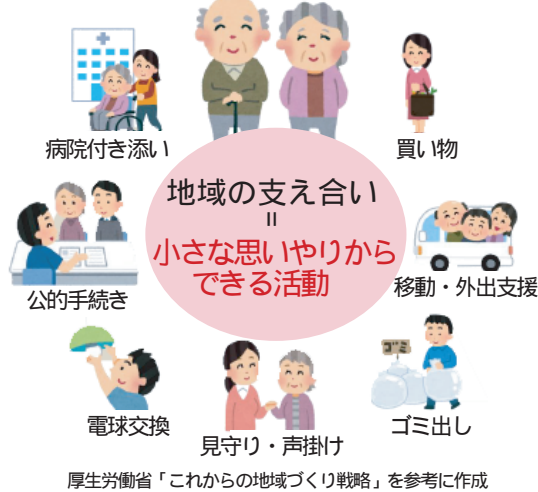 病院付き添い
買い物
地域の支え合い
=
小さな思いやりから
できる活動
公的手続き
移動・外出支援
ゴミ
電球交換
見守り・声掛け
ゴミ出し
厚生労働省「これからの地域づくり戦略」を参考に作成